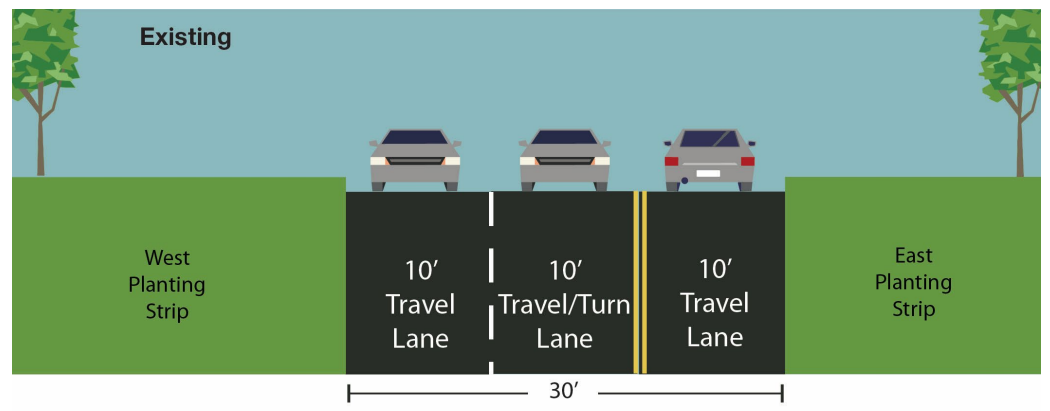 Existing
West
Planting
Strip
10’
Travel
Lane
10’
Travel/Turn
Lane
10’
Travel
Lane
East
Planting
Strip
30’